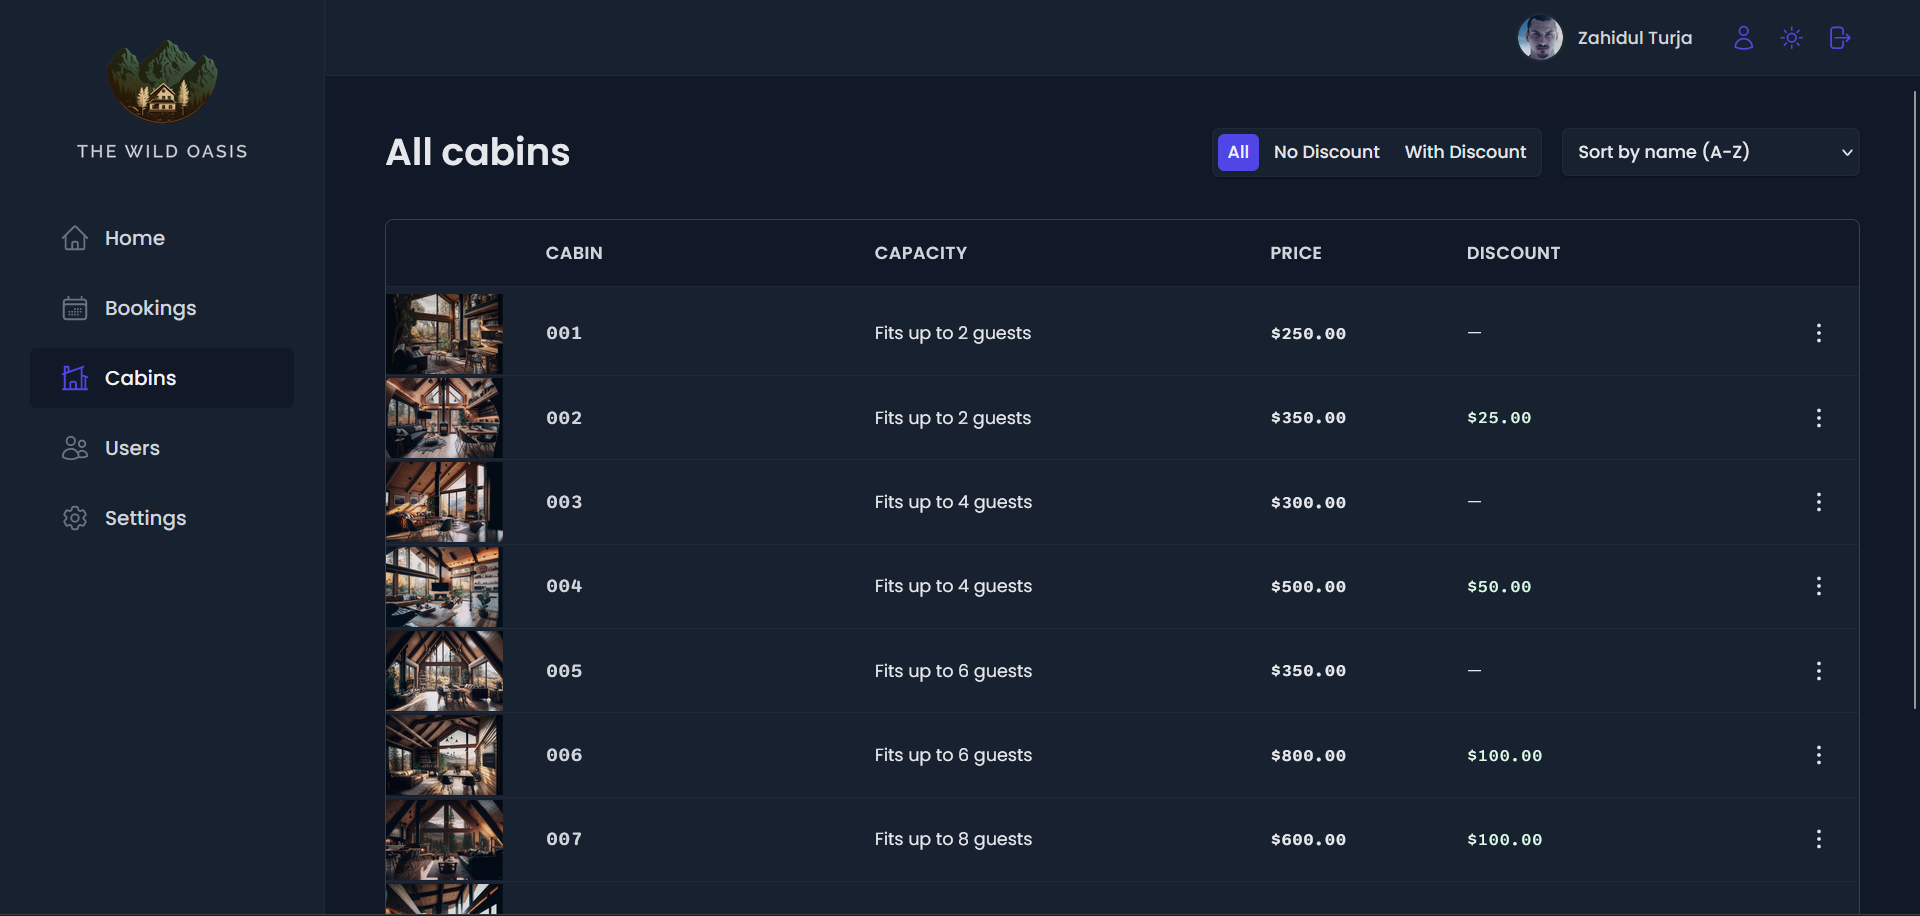 THE WILD OASIS
Home
Bookings
Cabins
Users
Settings
Zahidul Turja
All cabins
All No Discount With Discount
Sort by name (A-Z)
CABIN CAPACITY PRICE DISCOUNT
001 Fits up to 2 guests $250.00 —
002 Fits up to 2 guests $350.00 $25.00
003 Fits up to 4 guests $300.00 —
004 Fits up to 4 guests $500.00 $50.00
005 Fits up to 6 guests $350.00 —
006 Fits up to 6 guests $800.00 $100.00
007 Fits up to 8 guests $600.00 $100.00